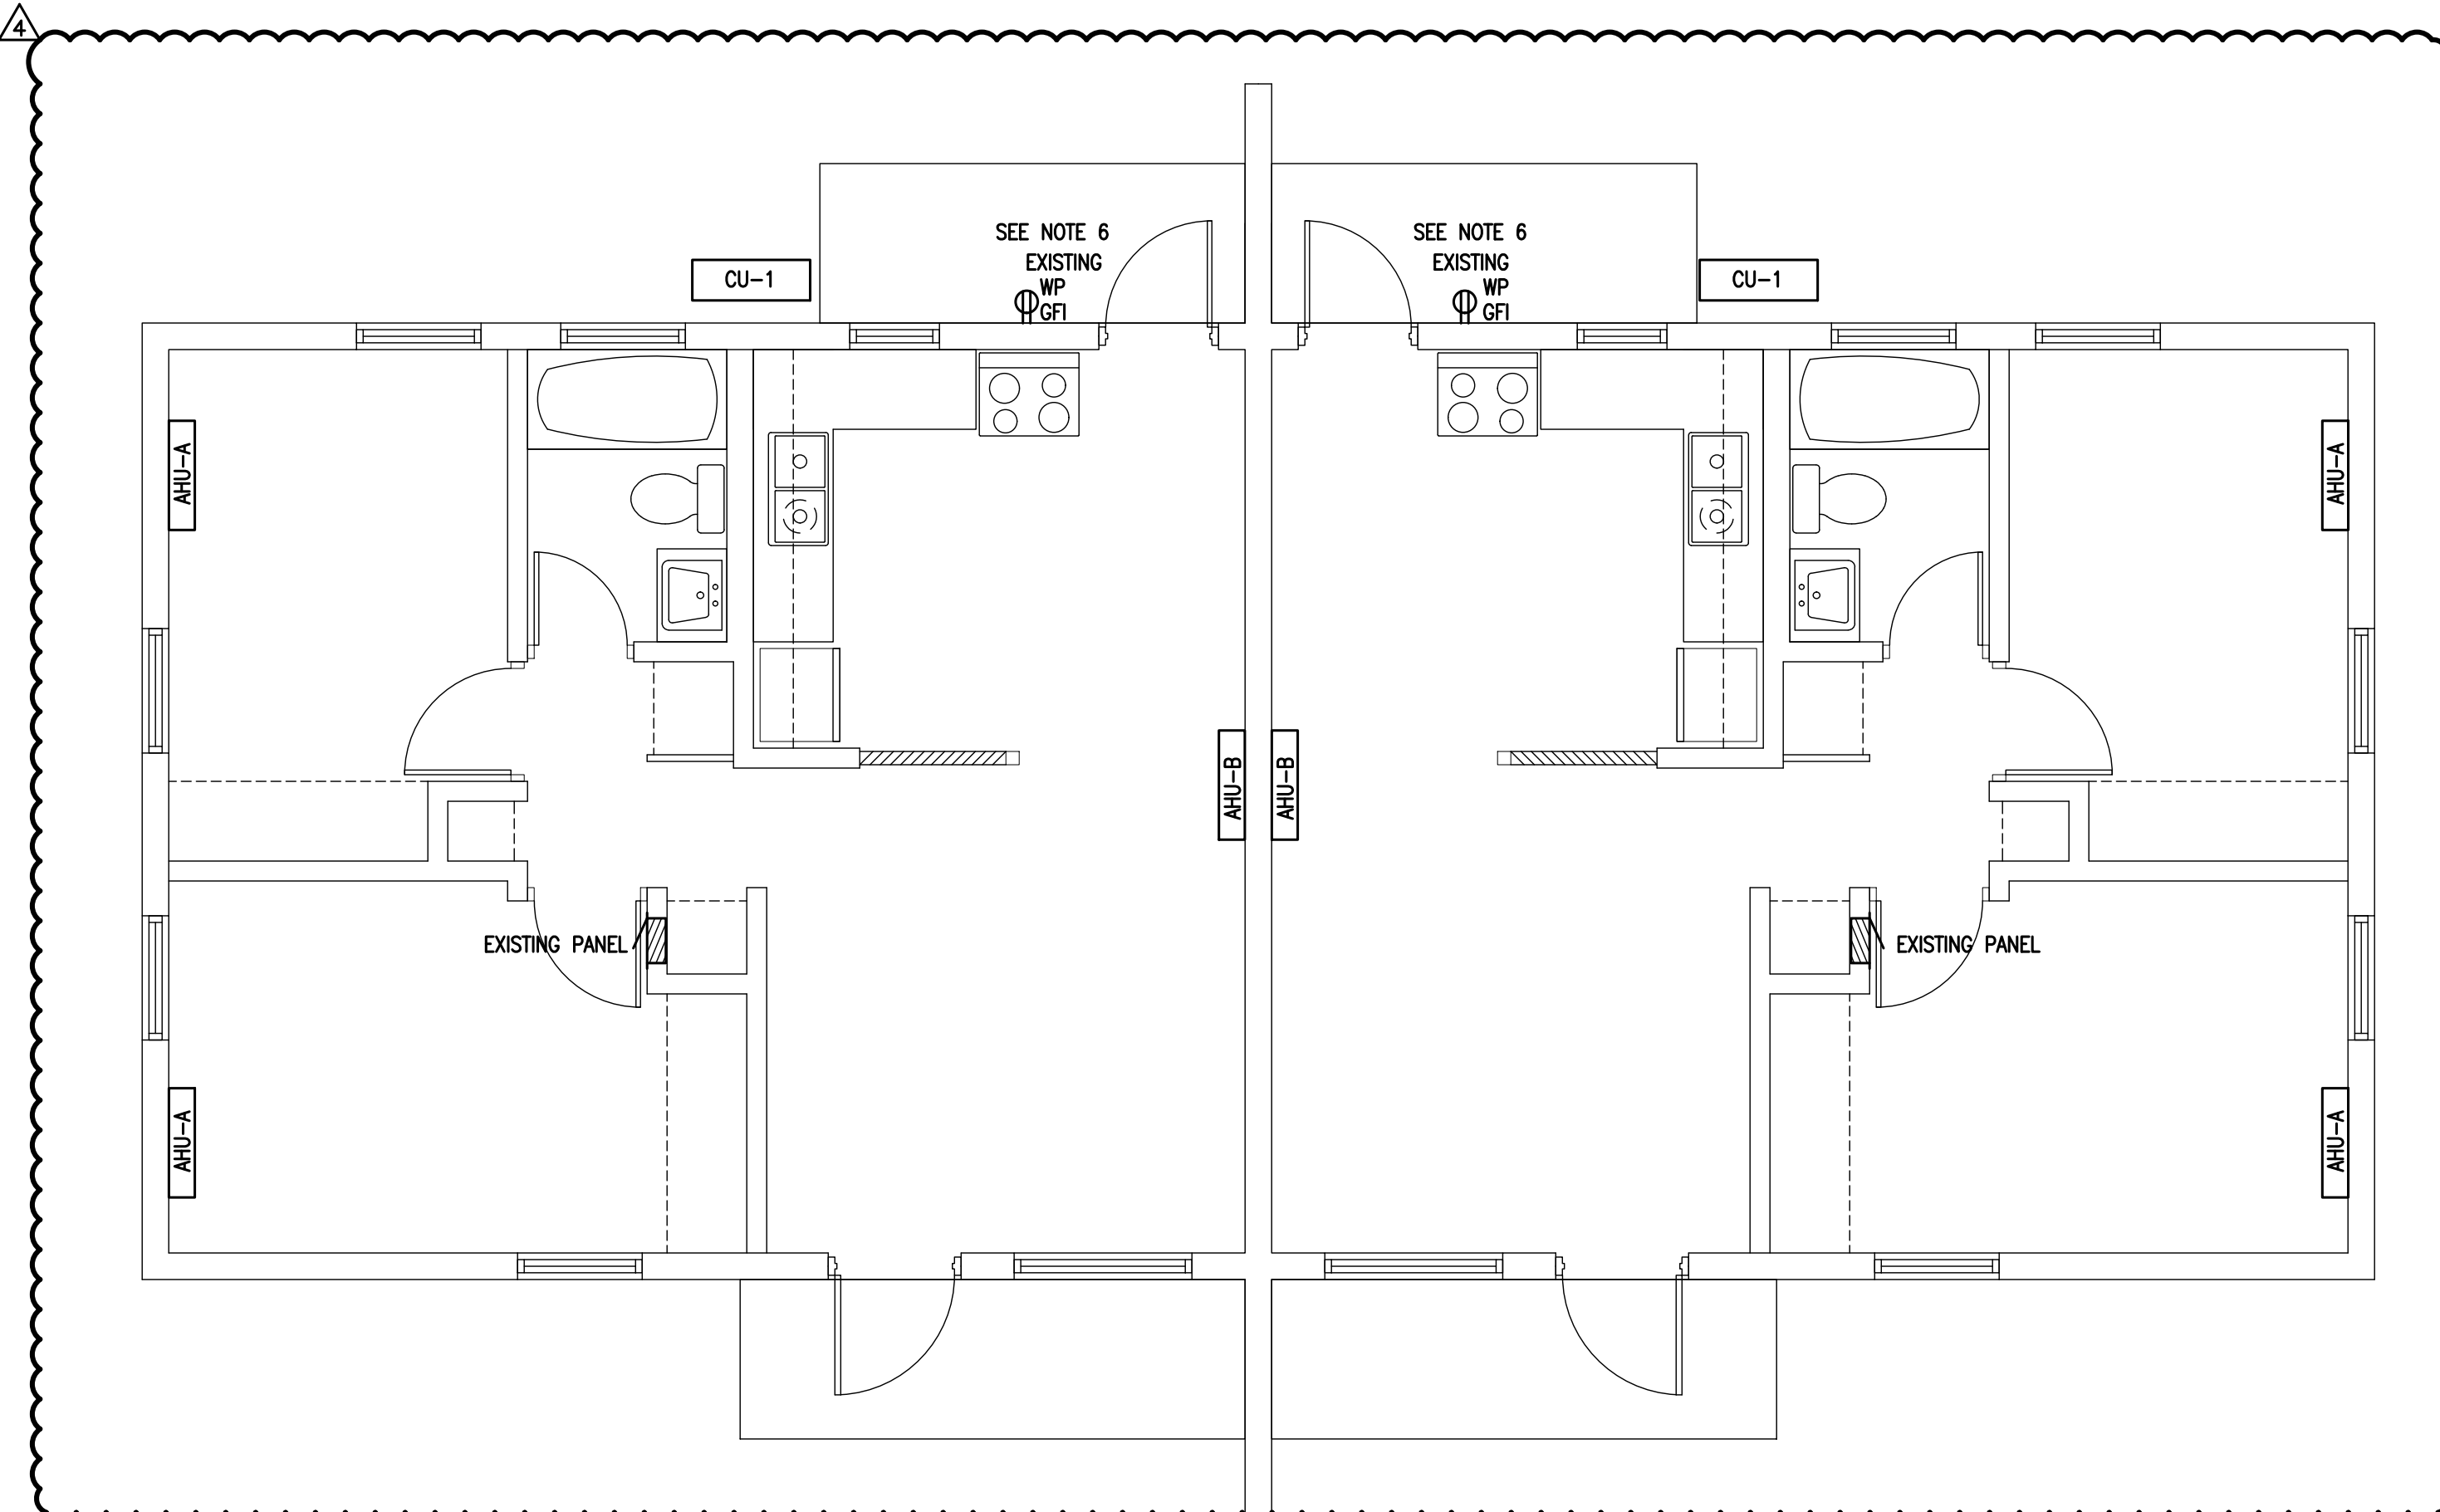 4
SEE NOTE 6
EXISTING
WP
GFI
SEE NOTE 6
EXISTING
WP
GFI
CU-1
CU-1
AHU-A
AHU-A
AHU-B
AHU-B
EXISTING PANEL
EXISTING PANEL
AHU-A
AHU-A